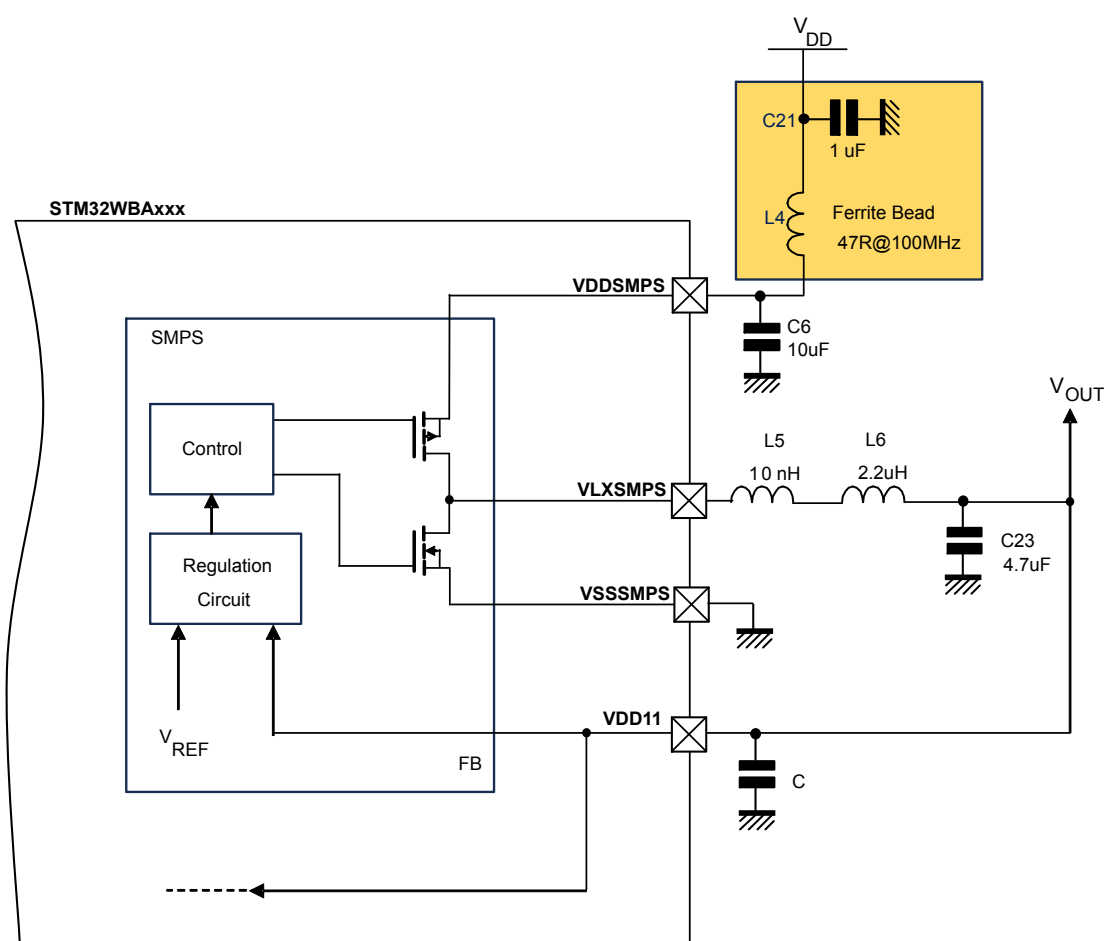 VDD
C21
1 uF
STM32WBAxxx
L4
Ferrite Bead
47R@100MHz
VDDSMPS
SMPS
C6
10uF
VOUT
Control
L5
L6
10 nH
2.2uH
VLXSMPS
C23
4.7uF
Regulation
Circuit
VSSSMPS
VDD11
VREF
FB
C